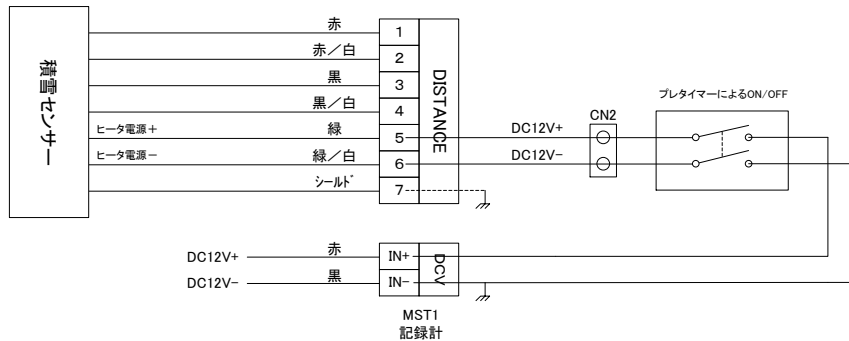 積雪センサー
赤
赤／白
黒
黒／白
ヒータ電源＋
緑
ヒータ電源－
緑／白
シールド
1
2
3
4
5
6
7
DISTANCE
DC12V+
DC12V-
CN2
プレタイマーによるON/OFF
DC12V+
赤
DC12V-
黒
IN+
IN-
DCV
MST1
記録計